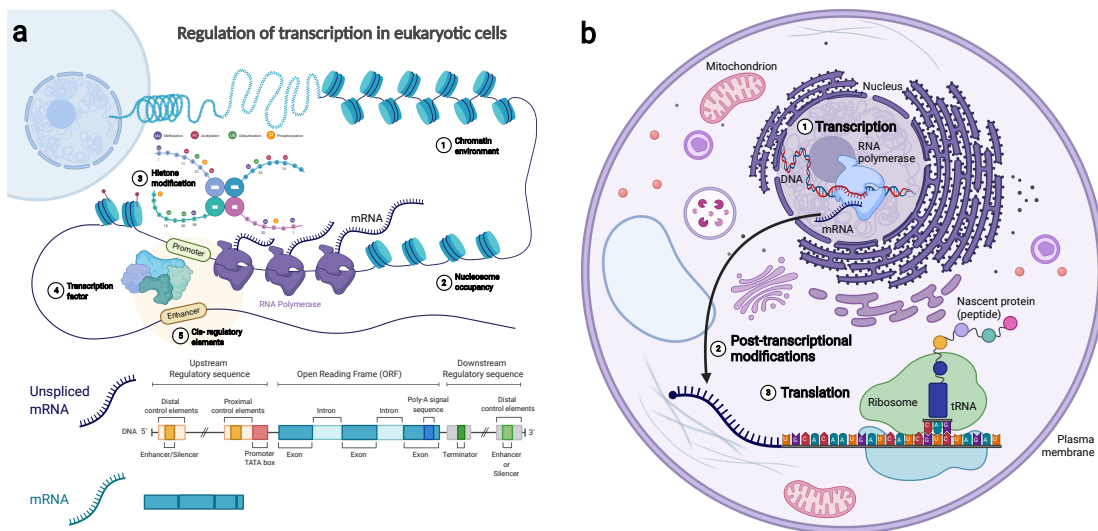 a
Regulation of transcription in eukaryotic cells
Methylation
Acetylation
Ubiquitination
Phosphorylation
1 Chromatin
environment
3 Histone
modification
mRNA
Promoter
4 Transcription
factor
2 Nucleosome
occupancy
RNA Polymerase
Enhancer
5 Cis- regulatory
elements
Upstream
Regulatory sequence
Open Reading Frame (ORF)
Downstream
Regulatory sequence
Unspliced
mRNA
Distal
control elements
Proximal
control elements
Intron
Intron
Poly-A signal
sequence
Distal
control elements
DNA 5'
3'
Enhancer/Silencer
Promoter
TATA box
Exon
Exon
Exon
Terminator
Enhancer
or
Silencer
mRNA
b
Mitochondrion
Nucleus
1 Transcription
RNA
polymerase
DNA
mRNA
Nascent protein
(peptide)
2 Post-transcriptional
modifications
3 Translation
Ribosome
tRNA
CAG
UGCACAAUGAUCAUCGUCUAGAU
Plasma
membrane